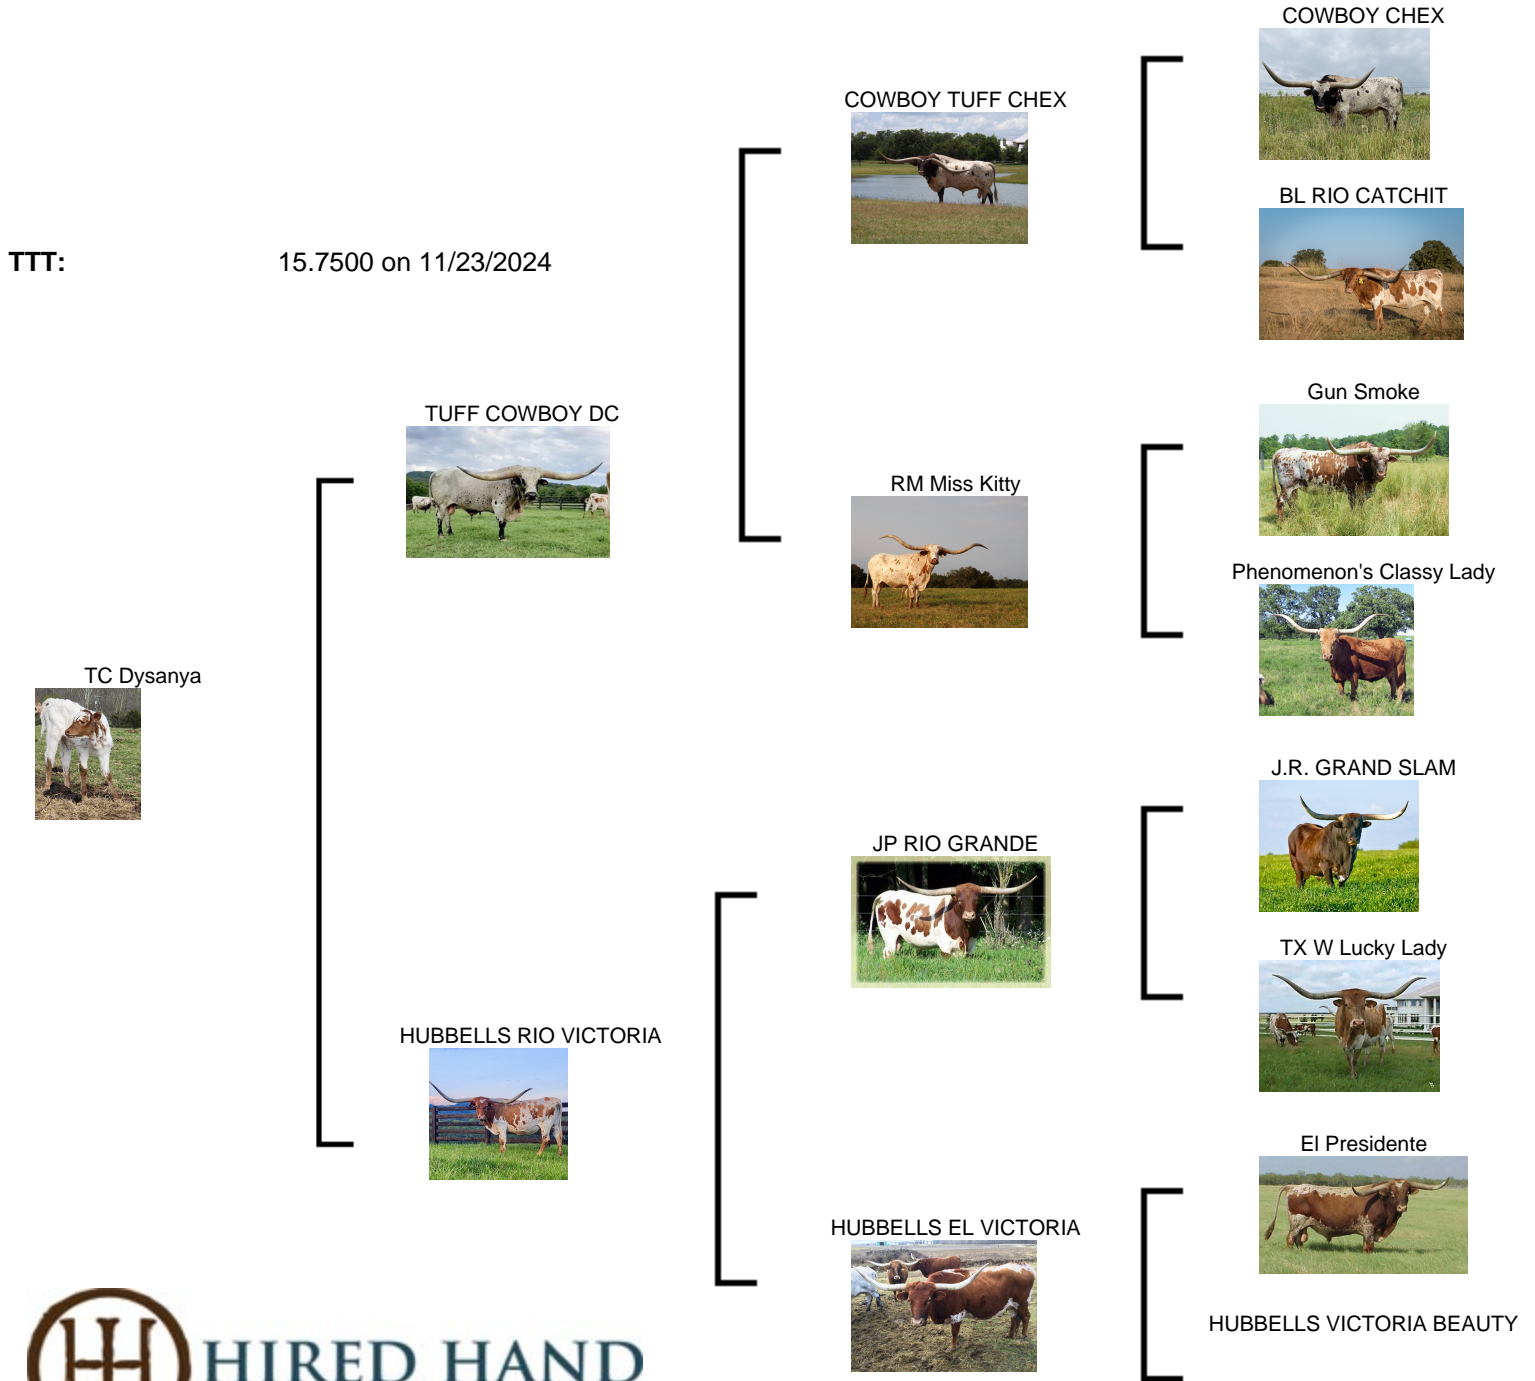 COWBOY CHEX
COWBOY TUFF CHEX
BL RIO CATCHIT
TTT: 15.7500 on 11/23/2024
Gun Smoke
TUFF COWBOY DC
RM Miss Kitty
Phenomenon's Classy Lady
TC Dysanya
J.R. GRAND SLAM
JP RIO GRANDE
TX W Lucky Lady
HUBBELLS RIO VICTORIA
El Presidente
HUBBELLS EL VICTORIA
HUBBELLS VICTORIA BEAUTY
HIRED HAND